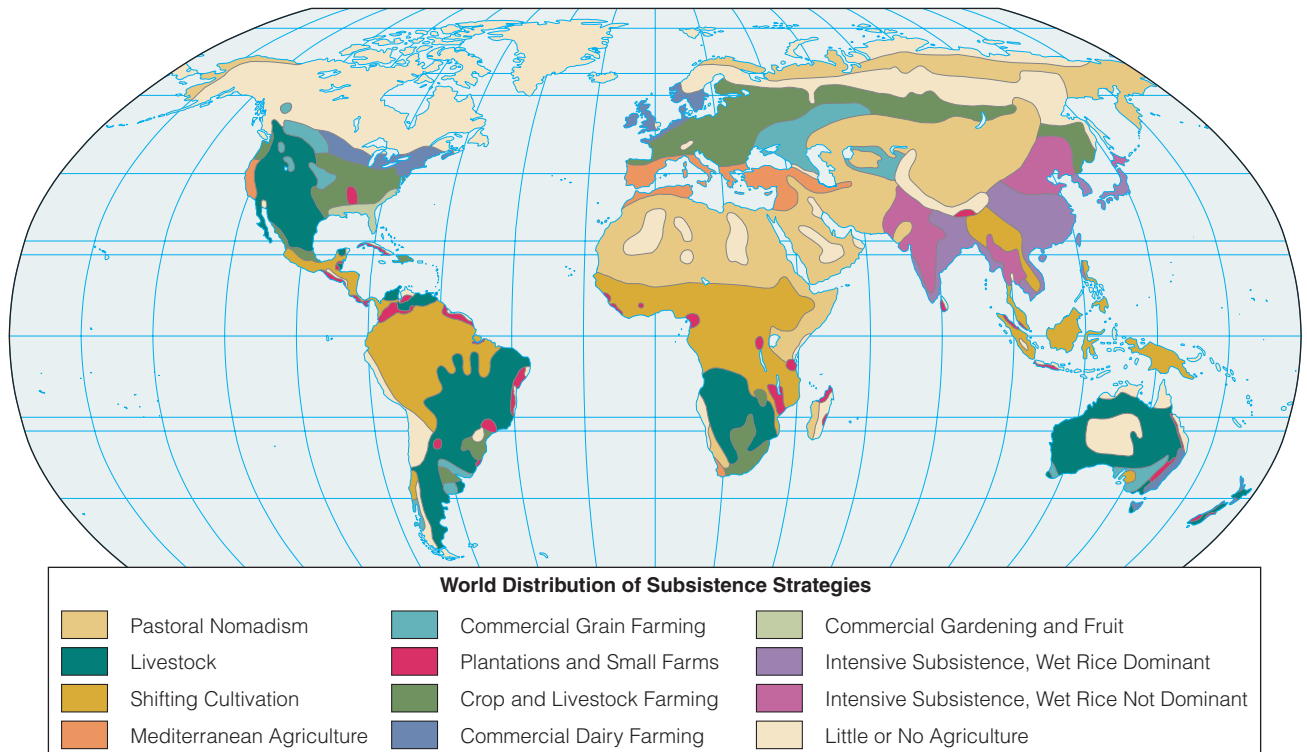 World Distribution of Subsistence Strategies
Pastoral Nomadism
Livestock
Shifting Cultivation
Mediterranean Agriculture
Commercial Grain Farming
Plantations and Small Farms
Crop and Livestock Farming
Commercial Dairy Farming
Commercial Gardening and Fruit
Intensive Subsistence, Wet Rice Dominant
Intensive Subsistence, Wet Rice Not Dominant
Little or No Agriculture